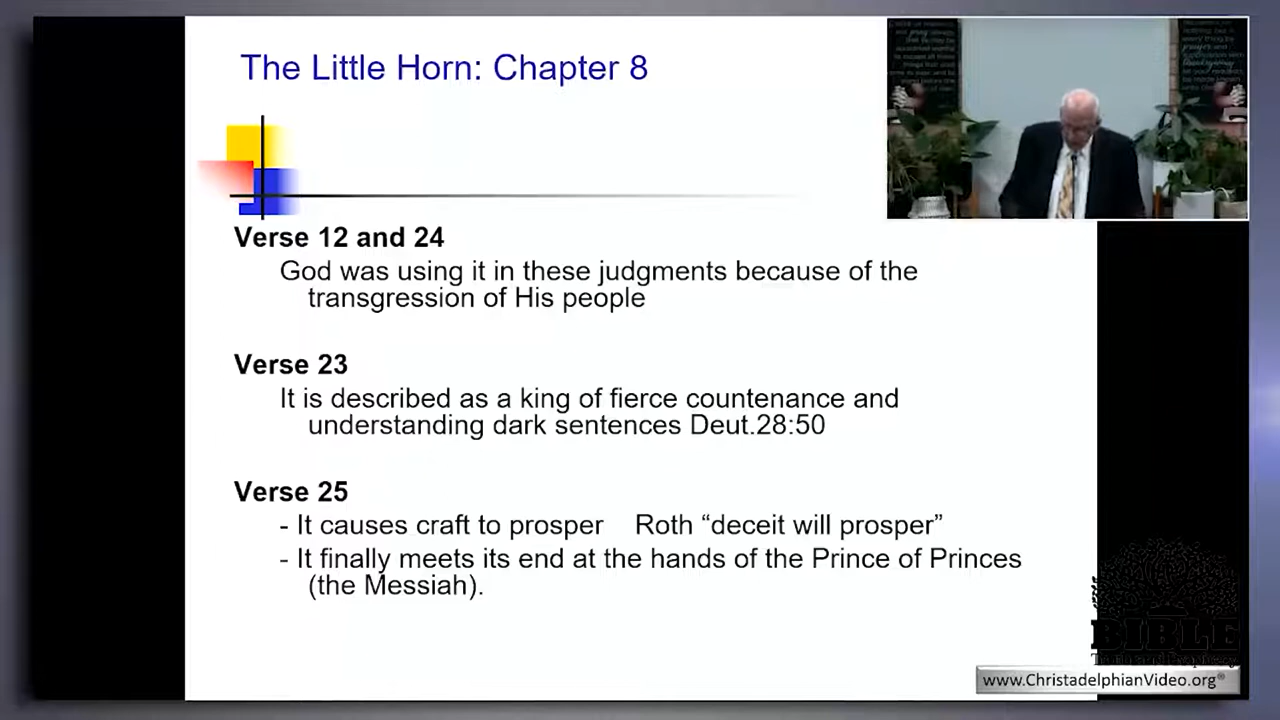 The Little Horn: Chapter 8
Verse 12 and 24
God was using it in these judgments because of the
transgression of His people
Verse 23
It is described as a king of fierce countenance and
understanding dark sentences Deut.28:50
Verse 25
- It causes craft to prosper Roth “deceit will prosper”
- It finally meets its end at the hands of the Prince of Princes
(the Messiah).
BIBLE
www.ChristadelphianVideo.org®